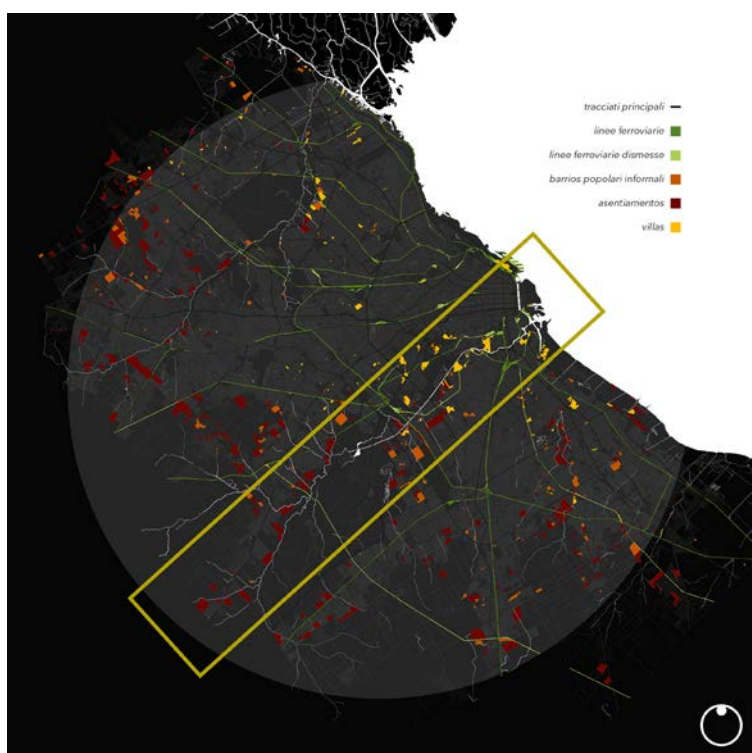 tracciati principali
linee ferroviarie
linee ferroviarie dismesse
barrios popolari informali
asentiamentos
villas